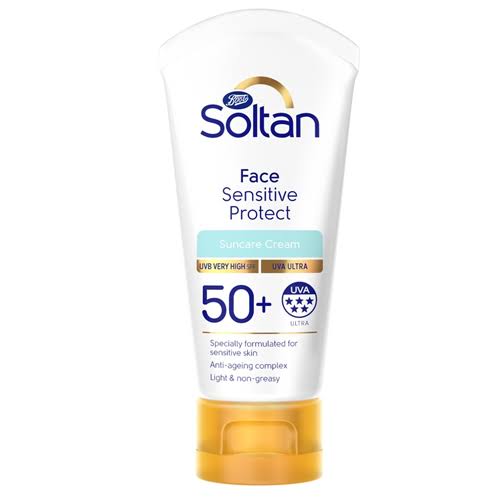 Boots
Soltan
Face
Sensitive
Protect
Suncare Cream
UVB VERY HIGH SPF
UVA ULTRA
50+
UVA
ULTRA
Specially formulated for
sensitive skin
Anti-ageing complex
Light & non-greasy